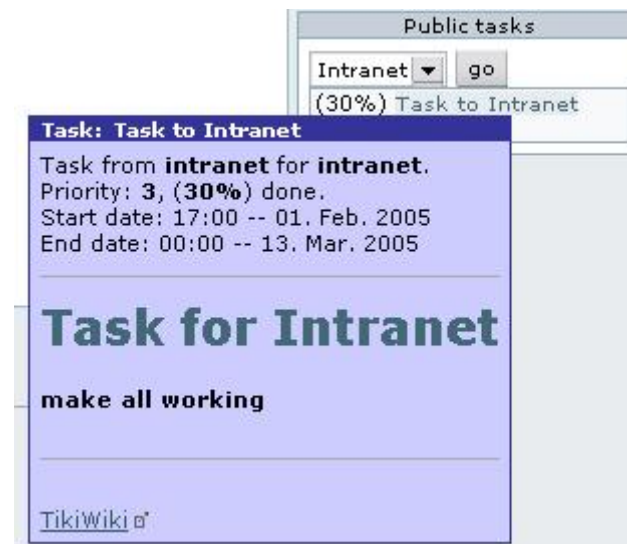 Public tasks
Intranet go
(30%) Task to Intranet
Task: Task to Intranet
Task from intranet for intranet.
Priority: 3, (30%) done.
Start date: 17:00 -- 01. Feb. 2005
End date: 00:00 -- 13. Mar. 2005
Task for Intranet
make all working
TikiWiki